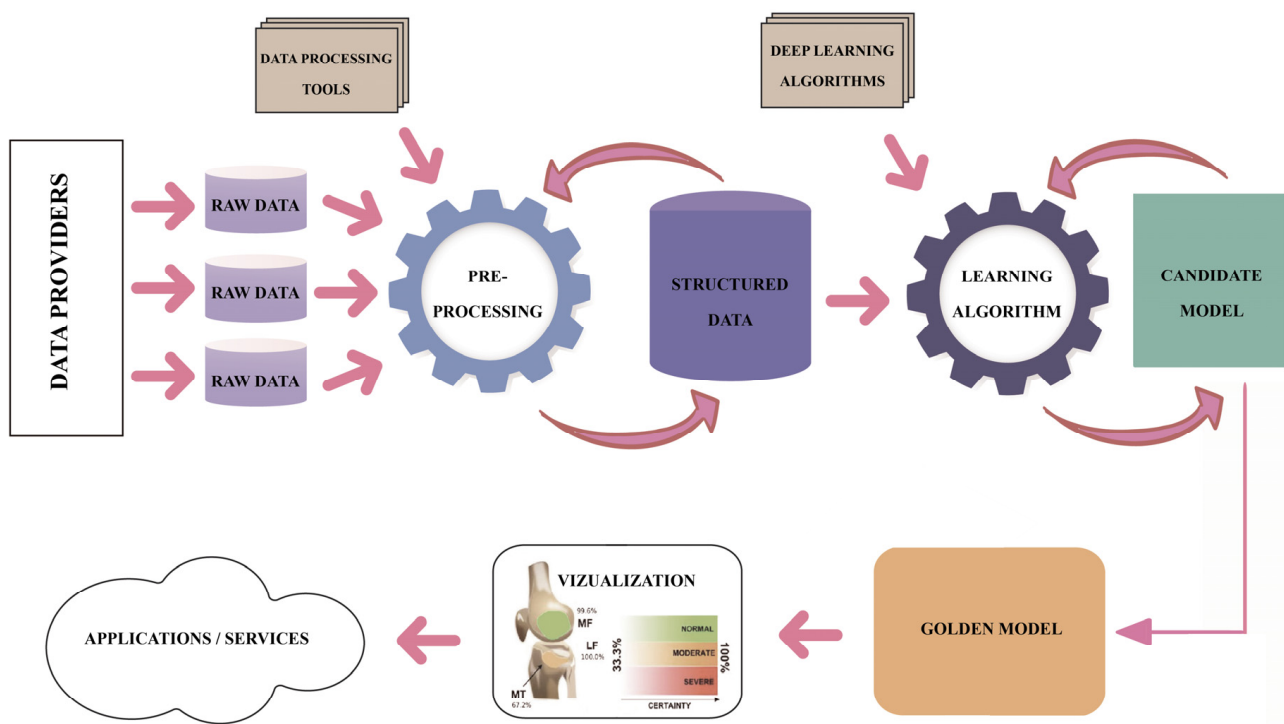 DATA PROCESSING
TOOLS
DEEP LEARNING
ALGORITHMS
DATA PROVIDERS
RAW DATA
RAW DATA
RAW DATA
PRE-
PROCESSING
STRUCTURED
DATA
LEARNING
ALGORITHM
CANDIDATE
MODEL
APPLICATIONS / SERVICES
VIZUALIZATION
99.6%
MF
LF
100.0%
MT
67.2%
33.3%
NORMAL
MODERATE
SEVERE
100%
CERTAINTY
GOLDEN MODEL